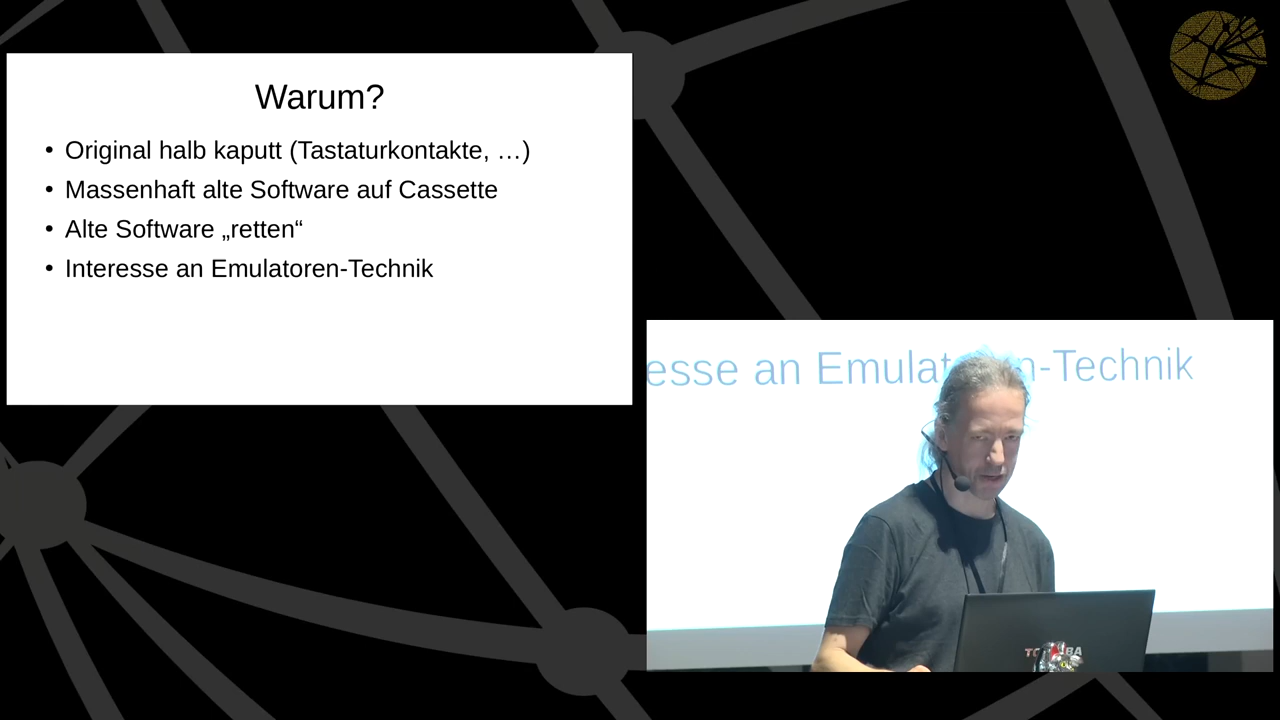 Warum?
• Original halb kaputt (Tastaturkontakte, …)
• Massenhaft alte Software auf Cassette
• Alte Software „retten“
• Interesse an Emulatoren-Technik
esse an Emulat n-Technik